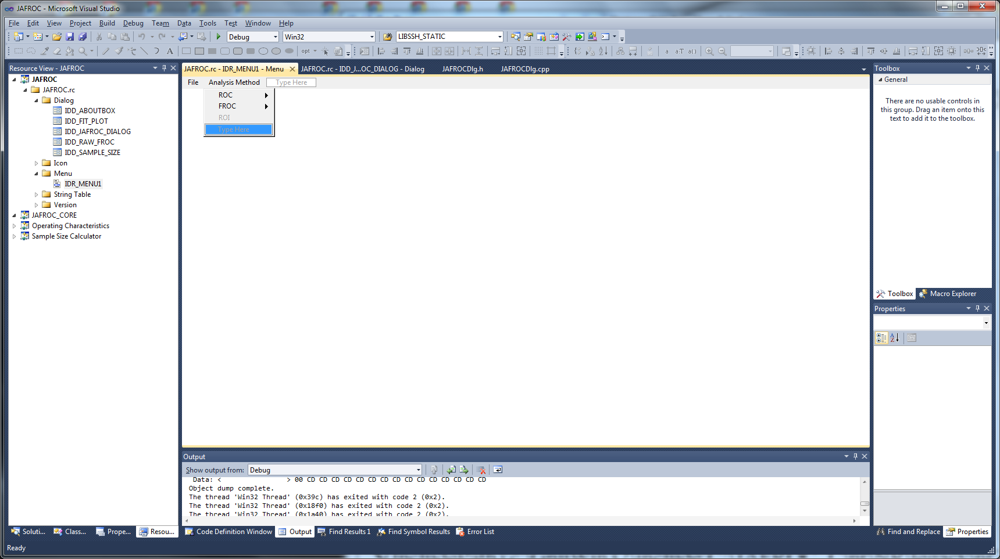 JAFROC - Microsoft Visual Studio
File Edit View Project Build Debug Team Data Tools Test Window Help
Debug Win32 LIBSSH_STATIC
opt
Resource View - JAFROC
JAFROC
JAFROC.rc
Dialog
IDD_ABOUTBOX
IDD_FIT_PLOT
IDD_JAFROC_DIALOG
IDD_RAW_FROC
IDD_SAMPLE_SIZE
Icon
Menu
IDR_MENU1
String Table
Version
JAFROC_CORE
Operating Characteristics
Sample Size Calculator
JAFROC.rc - IDR_MENU1 - Menu JAFROC.rc - IDD_J...OC_DIALOG - Dialog JAFROCDlg.h JAFROCDlg.cpp
File Analysis Method Type Here
ROC
FROC
ROI
Type Here
Toolbox
General
There are no usable controls in
this group. Drag an item onto this
text to add it to the toolbox.
Toolbox Macro Explorer
Properties
Output
Show output from: Debug
Data: < > 00 CD CD CD CD CD CD CD CD CD CD CD CD CD CD CD
Object dump complete.
The thread 'Win32 Thread' (0x39c) has exited with code 2 (0x2).
The thread 'Win32 Thread' (0x18f0) has exited with code 2 (0x2).
The thread 'Win32 Thread' (0x1a40) has exited with code 2 (0x2).
Soluti... Class... Prope... Resou... Code Definition Window Output Find Results 1 Find Symbol Results Error List Find and Replace Properties
Ready